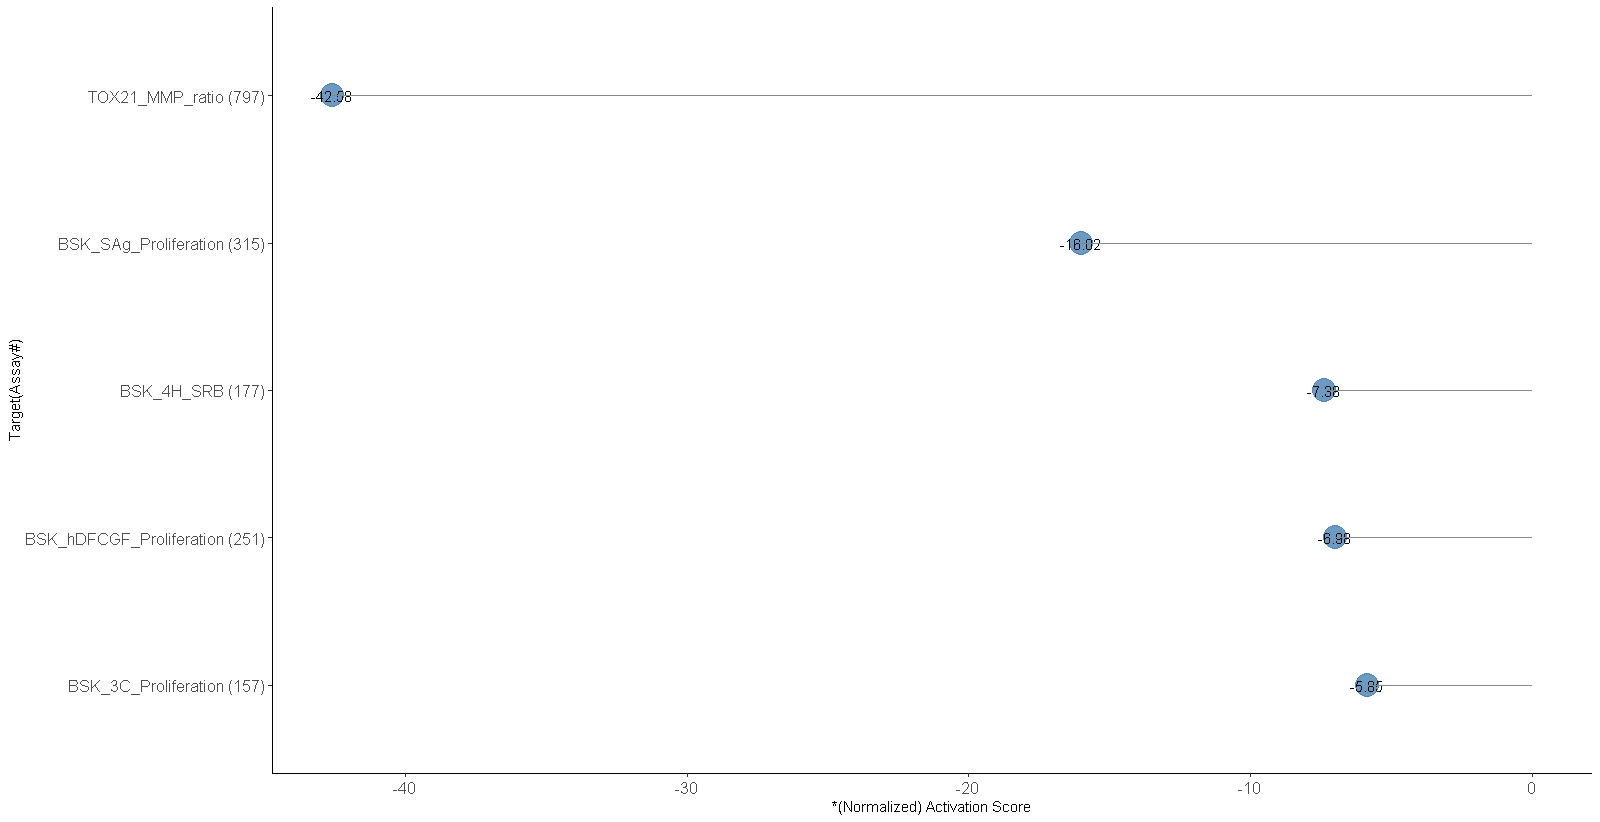 TOX21_MMP_ratio (797)
-42.58
BSK_SAg_Proliferation (315)
-16.02
BSK_4H_SRB (177)
-7.38
BSK_hDFCGF_Proliferation (251)
-6.98
BSK_3C_Proliferation (157)
-5.85
Target(Assay#)
-40 -30 -20 -10 0
*(Normalized) Activation Score